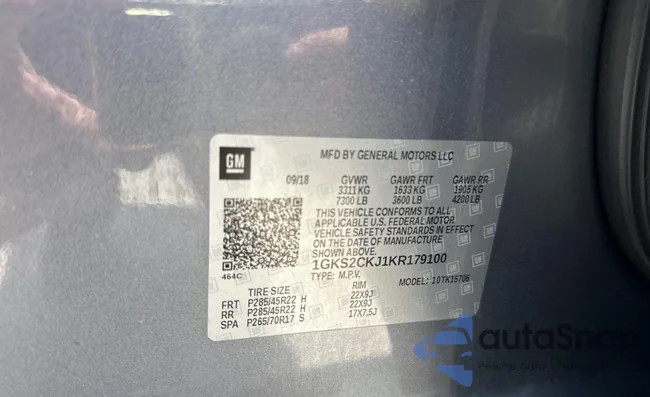 GM
MFD BY GENERAL MOTORS LLC
09/18 GVWR GAWR FRT GAWR RR
3311 KG 1633 KG 1905 KG
7300 LB 3600 LB 4200 LB
THIS VEHICLE CONFORMS TO ALL
APPLICABLE U.S. FEDERAL MOTOR
VEHICLE SAFETY STANDARDS IN EFFECT
ON THE DATE OF MANUFACTURE
SHOWN ABOVE.
1GKS2CKJ1KR179100
464C TYPE: M.P.V. MODEL: 10TK15706
TIRE SIZE RIM
FRT P285/45R22 H 22X9J
RR P285/45R22 H 22X9J
SPA P265/70R17 S 17X7.5J
autoSnap